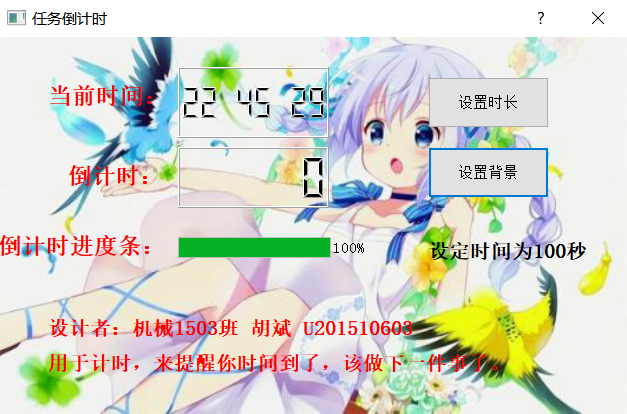 任务倒计时
当前时间：
22 45 29
设置时长
倒计时：
0
设置背景
倒计时进度条：
100%
设定时间为100秒
设计者：机械1503班 胡斌 U201510603
用于计时，来提醒你时间到了，该做下一件事了。